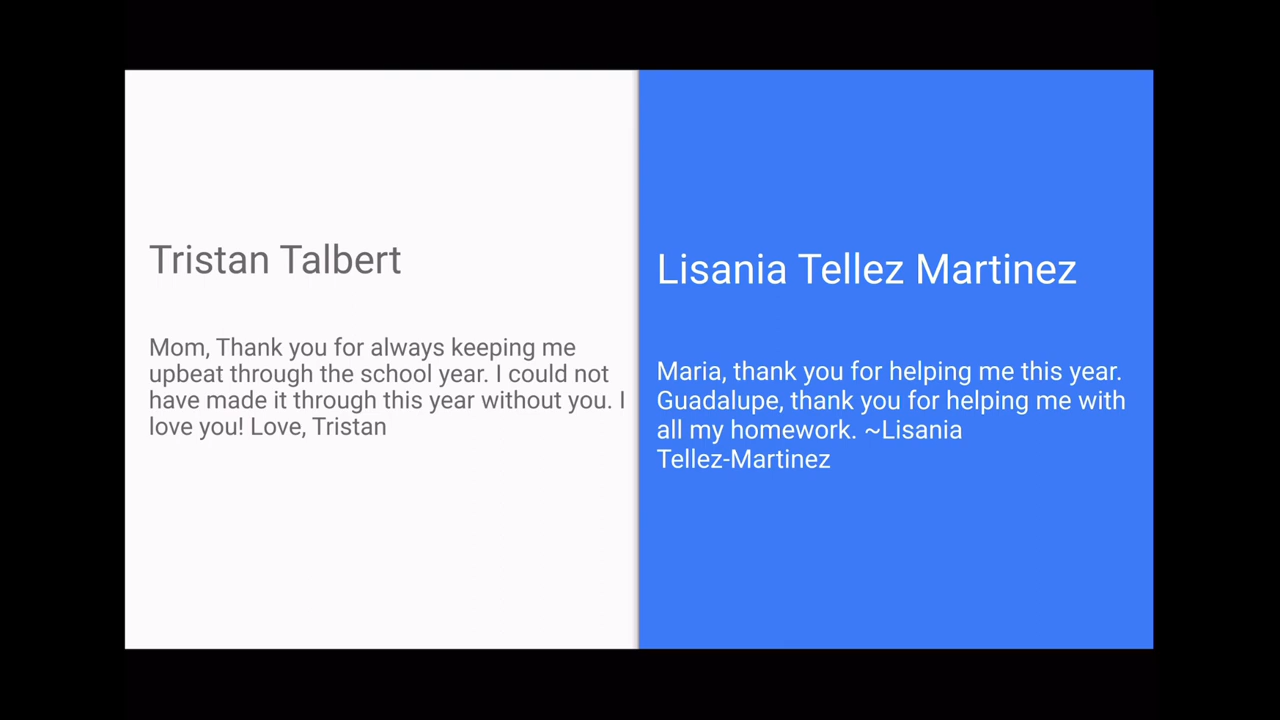 Tristan Talbert
Mom, Thank you for always keeping me
upbeat through the school year. I could not
have made it through this year without you. I
love you! Love, Tristan
Lisania Tellez Martinez
Maria, thank you for helping me this year.
Guadalupe, thank you for helping me with
all my homework. ~Lisania
Tellez-Martinez